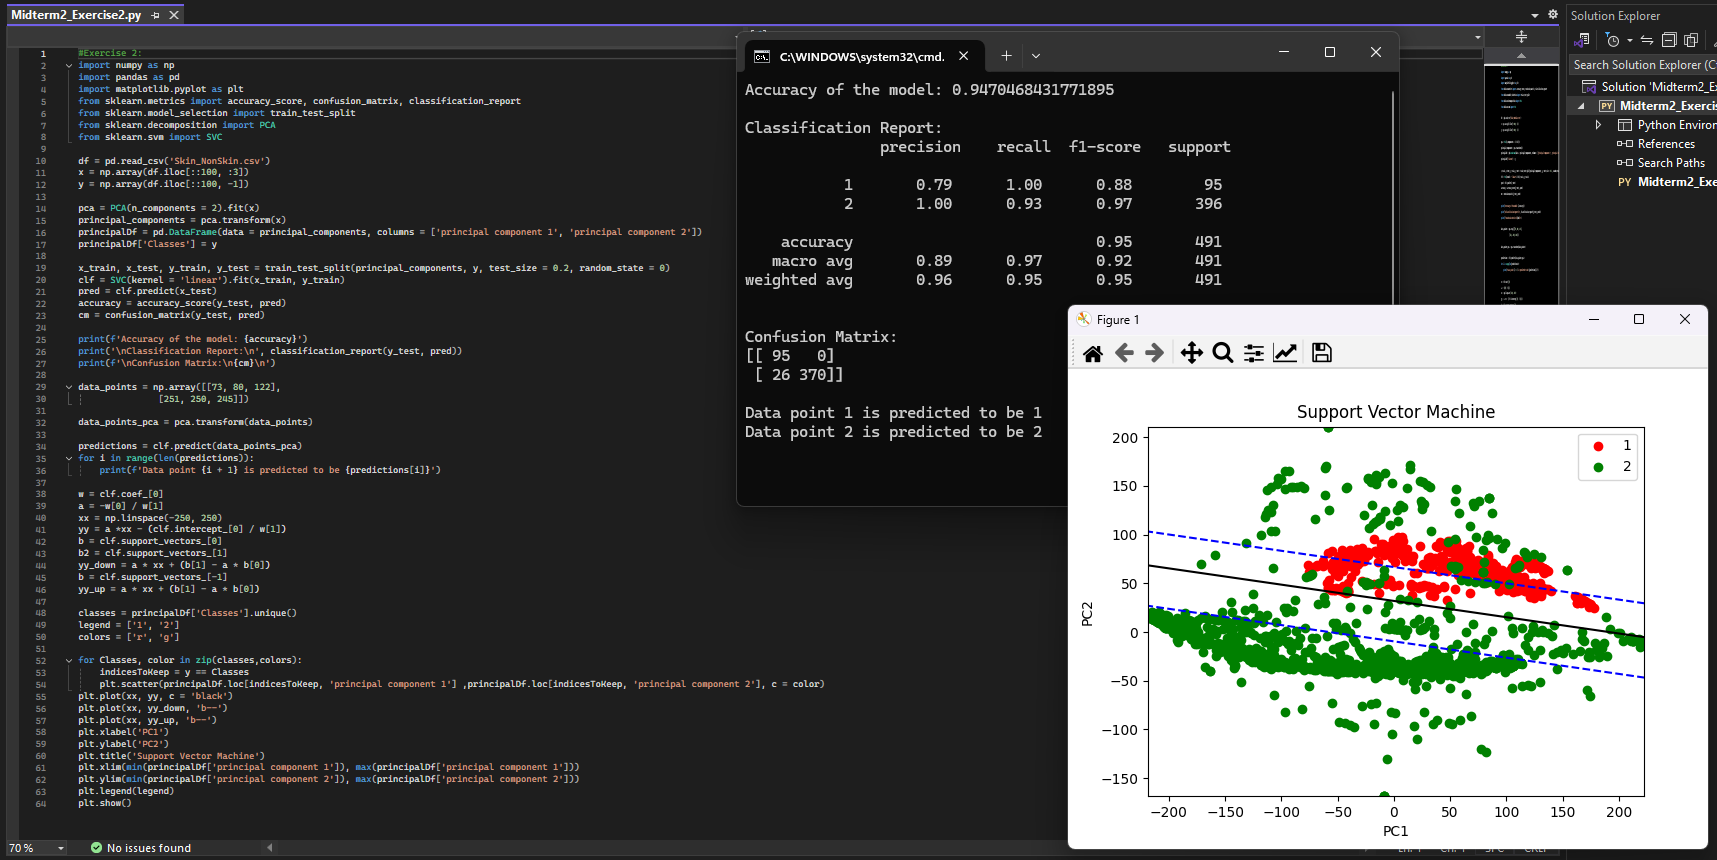 Midterm2_Exercise2.py
1 #Exercise 2:
2 import numpy as np
3 import pandas as pd
4 import matplotlib.pyplot as plt
5 from sklearn.metrics import accuracy_score, confusion_matrix, classification_report
6 from sklearn.model_selection import train_test_split
7 from sklearn.decomposition import PCA
8 from sklearn.svm import SVC
9
10 df = pd.read_csv('Skin_NonSkin.csv')
11 x = np.array(df.iloc[::100, :3])
12 y = np.array(df.iloc[::100, -1])
13
14 pca = PCA(n_components = 2).fit(x)
15 principal_components = pca.transform(x)
16 principalDf = pd.DataFrame(data = principal_components, columns = ['principal component 1', 'principal component 2'])
17 principalDf['Classes'] = y
18
19 x_train, x_test, y_train, y_test = train_test_split(principal_components, y, test_size = 0.2, random_state = 0)
20 clf = SVC(kernel = 'linear').fit(x_train, y_train)
21 pred = clf.predict(x_test)
22 accuracy = accuracy_score(y_test, pred)
23 cm = confusion_matrix(y_test, pred)
24
25 print(f'Accuracy of the model: {accuracy}')
26 print('\nClassification Report:\n', classification_report(y_test, pred))
27 print(f'\nConfusion Matrix:\n{cm}\n')
28
29 data_points = np.array([[73, 80, 122],
30 [251, 250, 245]])
31
32 data_points_pca = pca.transform(data_points)
33
34 predictions = clf.predict(data_points_pca)
35 for i in range(len(predictions)):
36 print(f'Data point {i + 1} is predicted to be {predictions[i]}')
37
38 w = clf.coef_[0]
39 a = -w[0] / w[1]
40 xx = np.linspace(-250, 250)
41 yy = a *xx - (clf.intercept_[0] / w[1])
42 b = clf.support_vectors_[0]
43 b2 = clf.support_vectors_[1]
44 yy_down = a * xx + (b[1] - a * b[0])
45 b = clf.support_vectors_[-1]
46 yy_up = a * xx + (b[1] - a * b[0])
47
48 classes = principalDf['Classes'].unique()
49 legend = ['1', '2']
50 colors = ['r', 'g']
51
52 for Classes, color in zip(classes,colors):
53 indicesToKeep = y == Classes
54 plt.scatter(principalDf.loc[indicesToKeep, 'principal component 1'] ,principalDf.loc[indicesToKeep, 'principal component 2'], c = color)
55 plt.plot(xx, yy, c = 'black')
56 plt.plot(xx, yy_down, 'b--')
57 plt.plot(xx, yy_up, 'b--')
58 plt.xlabel('PC1')
59 plt.ylabel('PC2')
60 plt.title('Support Vector Machine')
61 plt.xlim(min(principalDf['principal component 1']), max(principalDf['principal component 1']))
62 plt.ylim(min(principalDf['principal component 2']), max(principalDf['principal component 2']))
63 plt.legend(legend)
64 plt.show()
70 %
No issues found
C:\WINDOWS\system32\cmd.
Accuracy of the model: 0.9470468431771895
Classification Report:
precision recall f1-score support
1 0.79 1.00 0.88 95
2 1.00 0.93 0.97 396
accuracy 0.95 491
macro avg 0.89 0.97 0.92 491
weighted avg 0.96 0.95 0.95 491
Confusion Matrix:
[[ 95 0]
[ 26 370]]
Data point 1 is predicted to be 1
Data point 2 is predicted to be 2
Figure 1
Support Vector Machine
1
2
200
150
100
50
0
−50
−100
−150
PC2
−200 −150 −100 −50 0 50 100 150 200
PC1
Solution Explorer
Search Solution Explorer (C
Solution 'Midterm2_E
PY Midterm2_Exercis
Python Environ
References
Search Paths
PY Midterm2_Exe